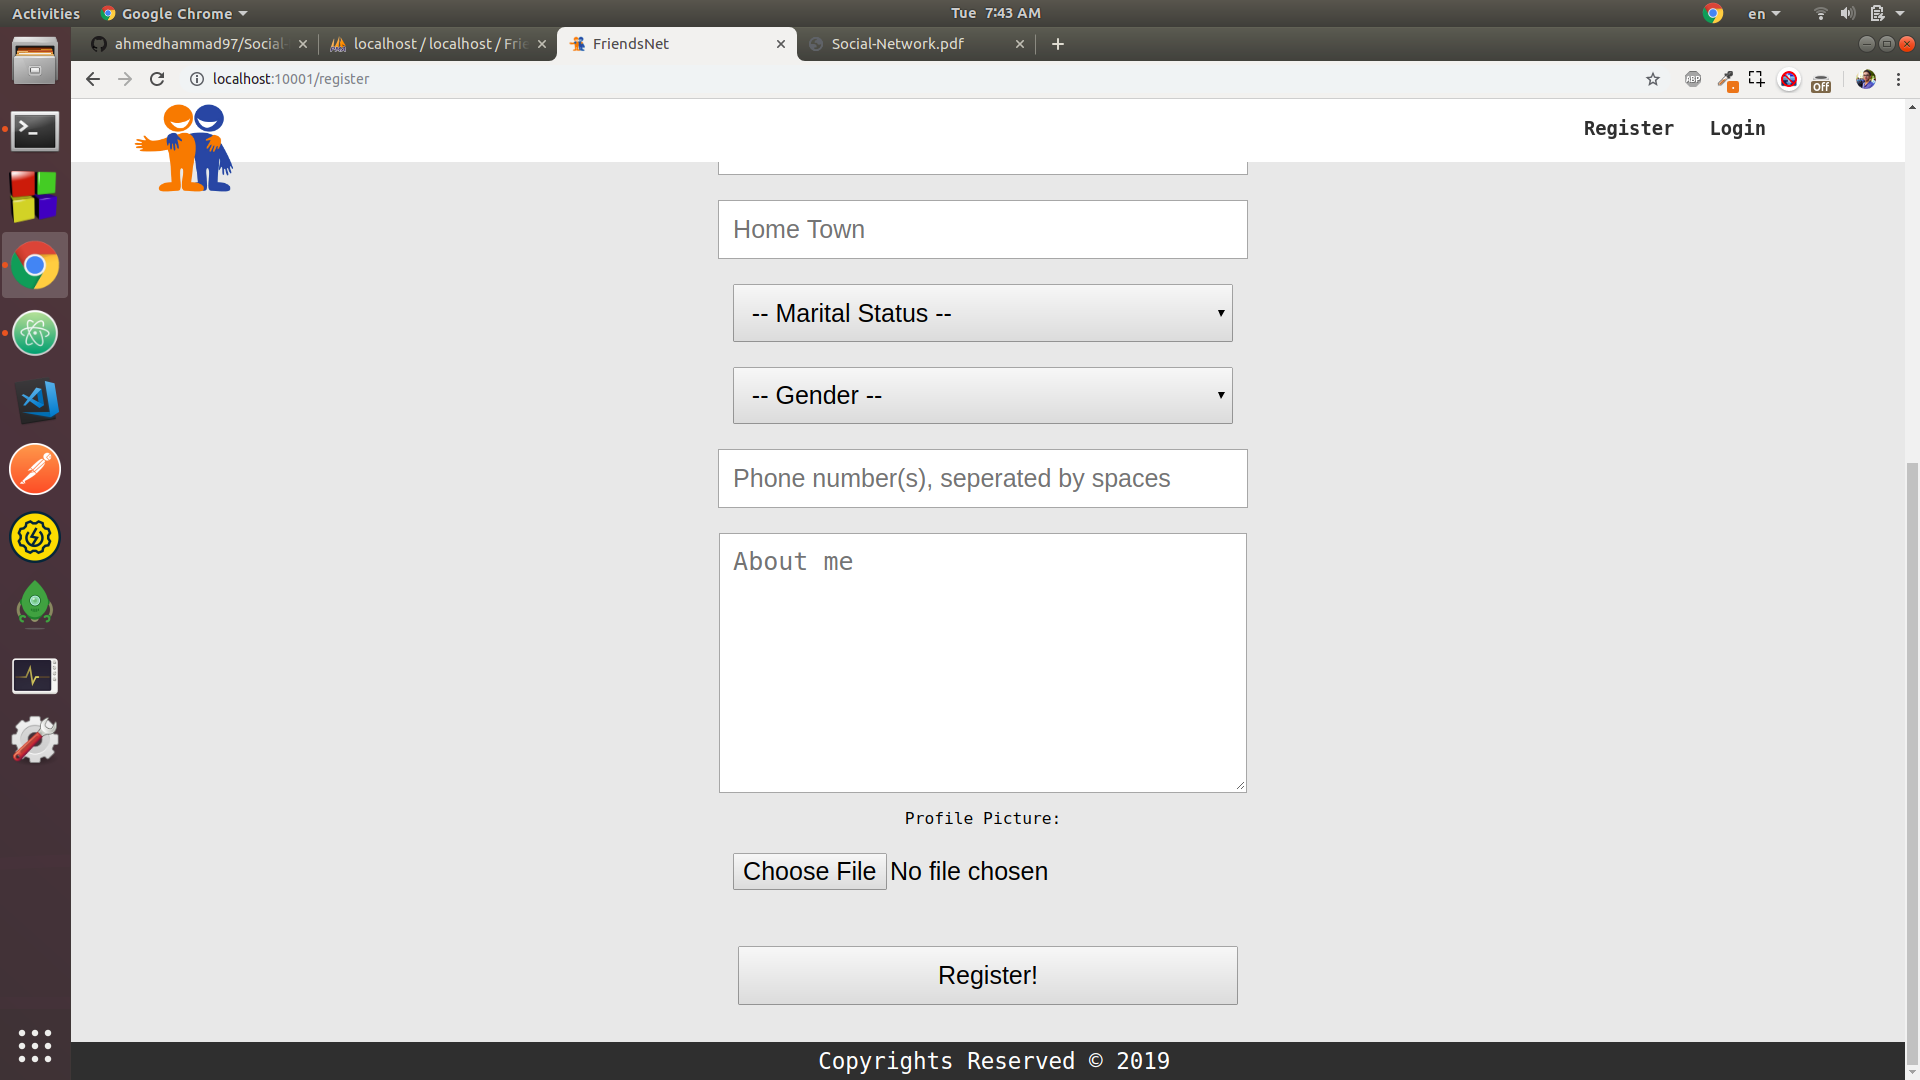 Activities Google Chrome Tue 7:43 AM en
ahmedhammad97/Social- localhost / localhost / Frie FriendsNet Social-Network.pdf
localhost:10001/register ABP Off
Register Login
Home Town
-- Marital Status --
-- Gender --
Phone number(s), seperated by spaces
About me
Profile Picture:
Choose File No file chosen
Register!
Copyrights Reserved © 2019